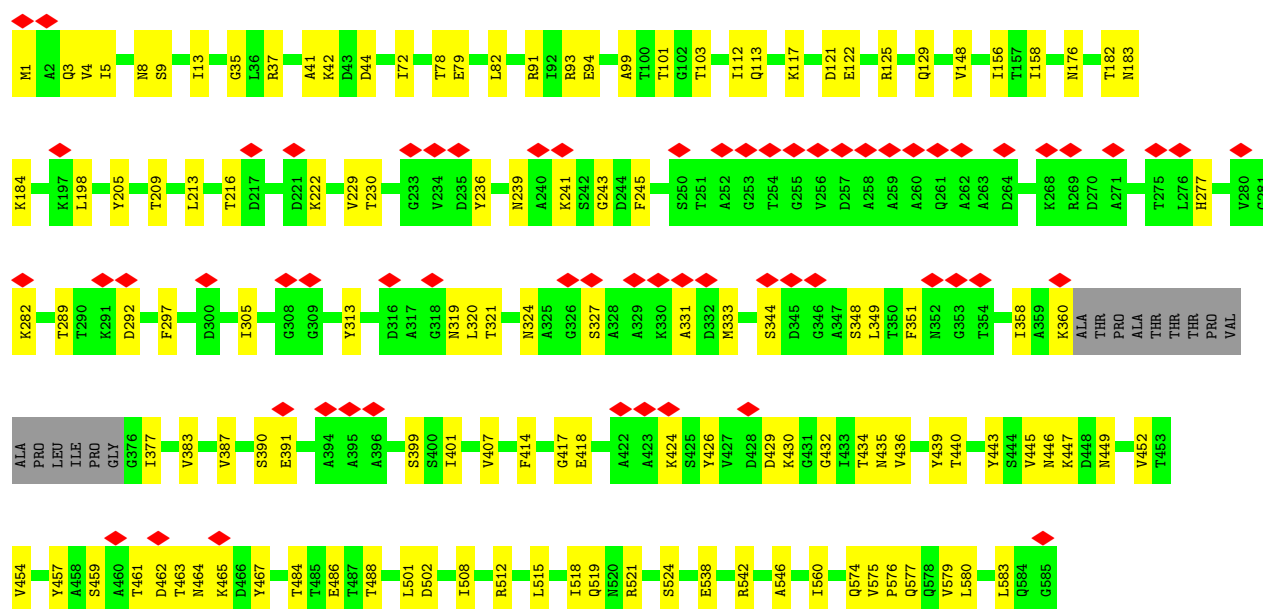 M1 A2 Q3 V4 I5 N8 S9 I13 G35 L36 R37 A41 K42 D43 D44 I72 T78 E79 L82 R91 I92 R93 E94 A99 T100 T101 G102 T103 I112 Q113 K117 D121 E122 R125 Q129 V148 I156 T157 I158 N176 T182 N183
K184 K197 L198 Y205 T209 L213 T216 D217 D221 K222 V229 T230 G233 V234 D235 Y236 N239 A240 K241 S242 G243 D244 F245 S250 T251 A252 G253 T254 G255 V256 D257 A258 A259 A260 Q261 A262 A263 D264 K268 R269 D270 A271 T275 L276 H277 V280 G281
K282 T289 T290 K291 D292 F297 D300 I305 G308 G309 Y313 D316 A317 G318 N319 L320 T321 N324 A325 G326 S327 A328 A329 K330 A331 D332 M333 S344 D345 G346 A347 S348 L349 T350 F351 N352 G353 T354 I358 A359 K360 ALA THR PRO ALA THR THR THR PRO VAL
ALA PRO LEU ILE PRO GLY G376 I377 V383 V387 S390 E391 A394 A395 A396 S399 S400 I401 V407 F414 G417 E418 A422 A423 K424 S425 Y426 V427 D428 D429 K430 G431 G432 I433 T434 N435 V436 Y439 T440 Y443 S444 V445 N446 K447 D448 N449 V452 T453
V454 Y457 A458 S459 A460 T461 D462 T463 N464 K465 D466 Y467 T484 T485 E486 T487 T488 L501 D502 I508 R512 L515 I518 Q519 N520 R521 S524 E538 R542 A546 I560 Q574 V575 P576 Q577 Q578 V579 L580 L583 Q584 G585